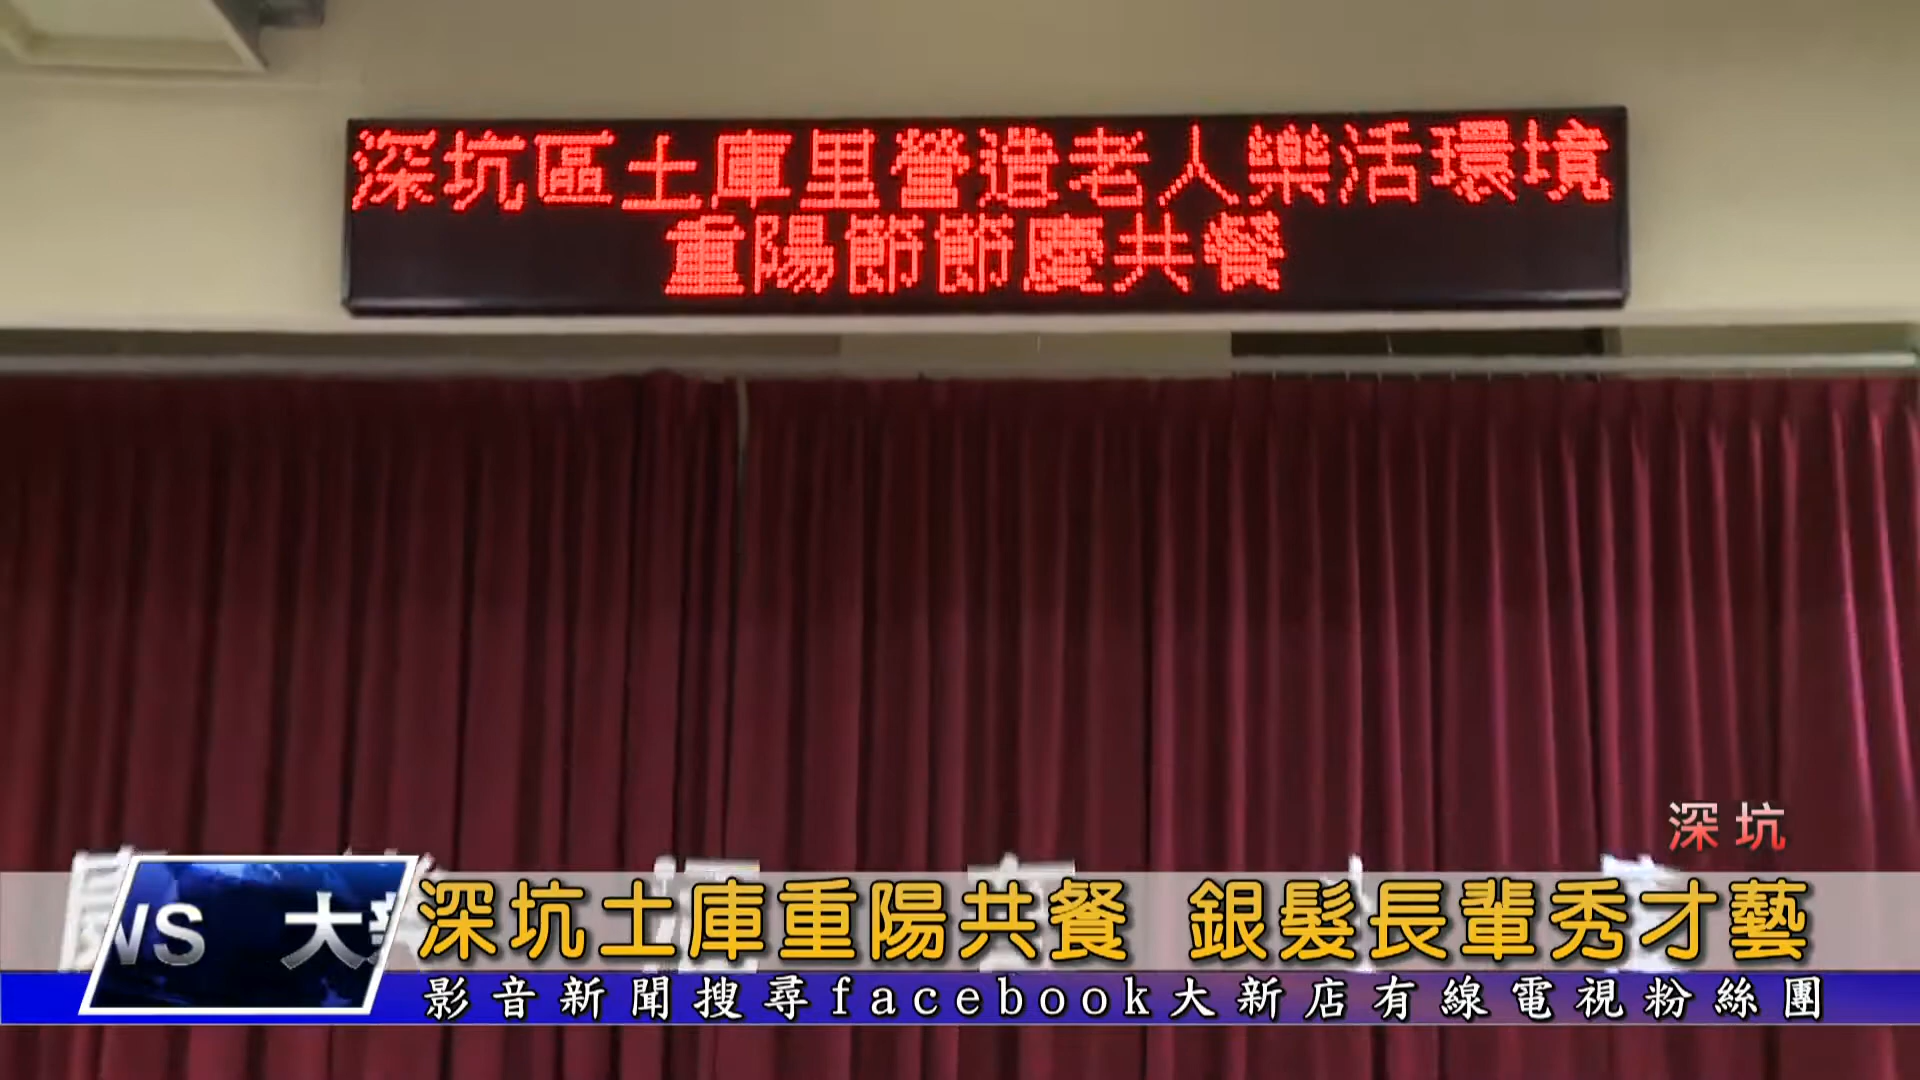 深坑區土庫里營造老人樂活環境
重陽節節慶共餐
深坑
深坑土庫重陽共餐 銀髮長輩秀才藝
影音新聞搜尋facebook大新店有線電視粉絲團